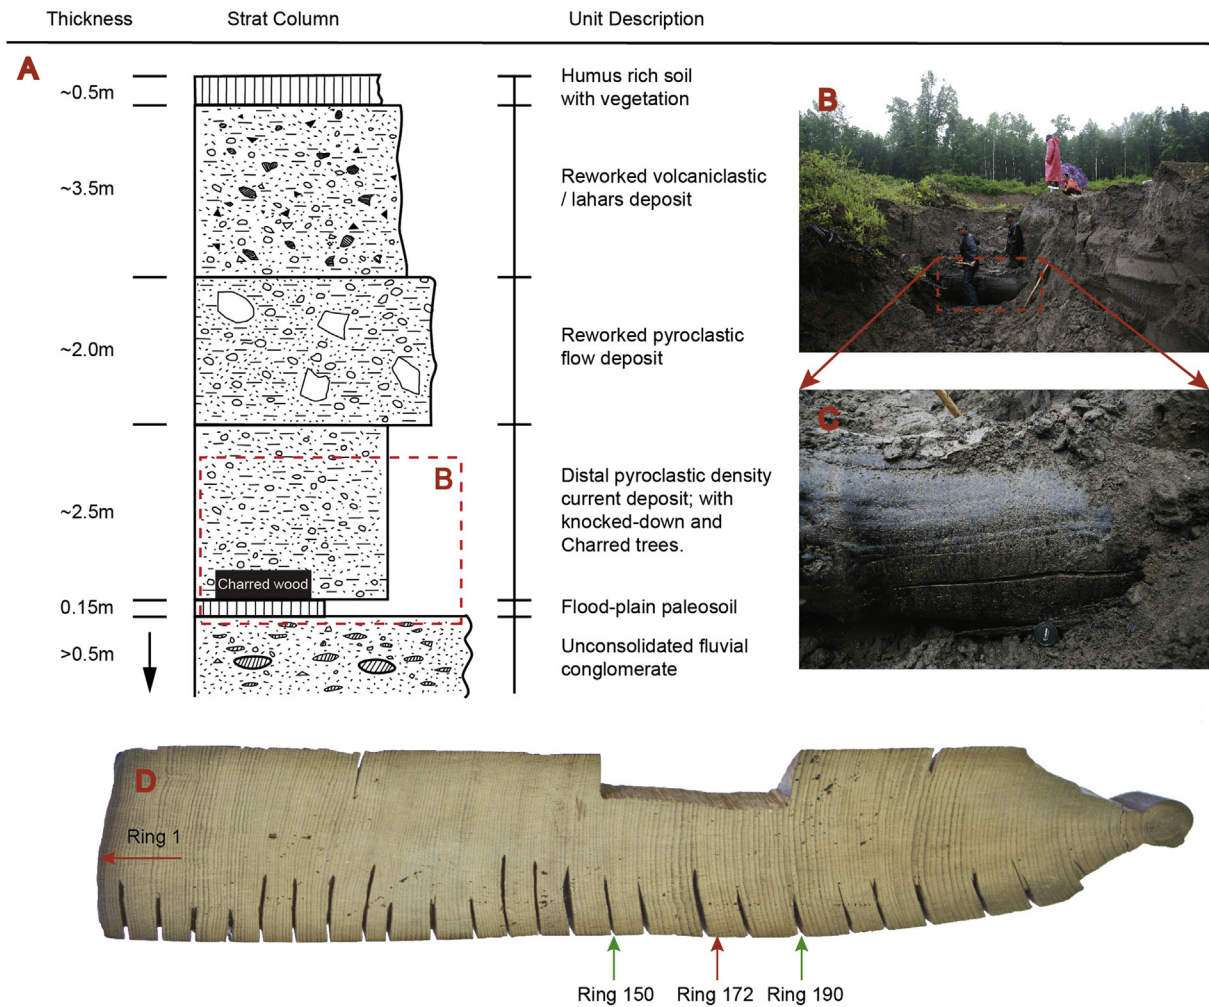 Thickness Strat Column Unit Description
A
~0.5m
Humus rich soil
with vegetation
~3.5m
Reworked volcaniclastic
/ lahars deposit
~2.0m
Reworked pyroclastic
flow deposit
B
~2.5m
Distal pyroclastic density
current deposit; with
knocked-down and
Charred trees.
Charred wood
0.15m
Flood-plain paleosoil
>0.5m
Unconsolidated fluvial
conglomerate
B
C
D
Ring 1
Ring 150 Ring 172 Ring 190